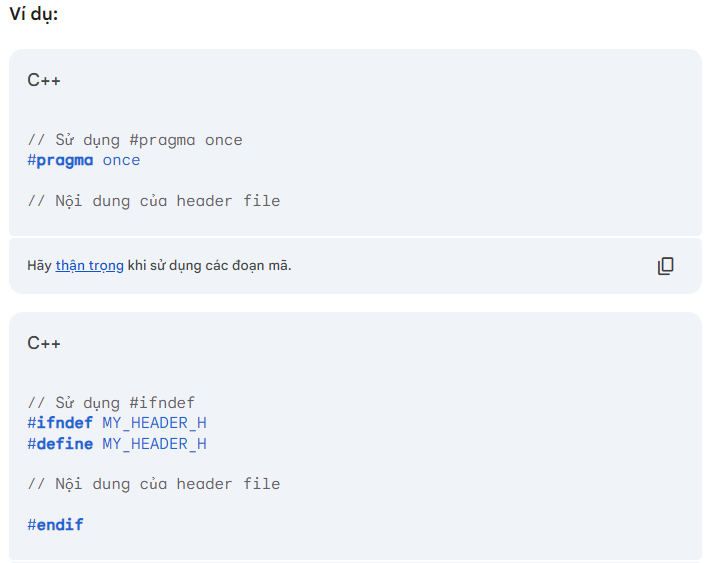 Ví dụ:
C++
// Sử dụng #pragma once
#pragma once
// Nội dung của header file
Hãy thận trọng khi sử dụng các đoạn mã.
C++
// Sử dụng #ifndef
#ifndef MY_HEADER_H
#define MY_HEADER_H
// Nội dung của header file
#endif